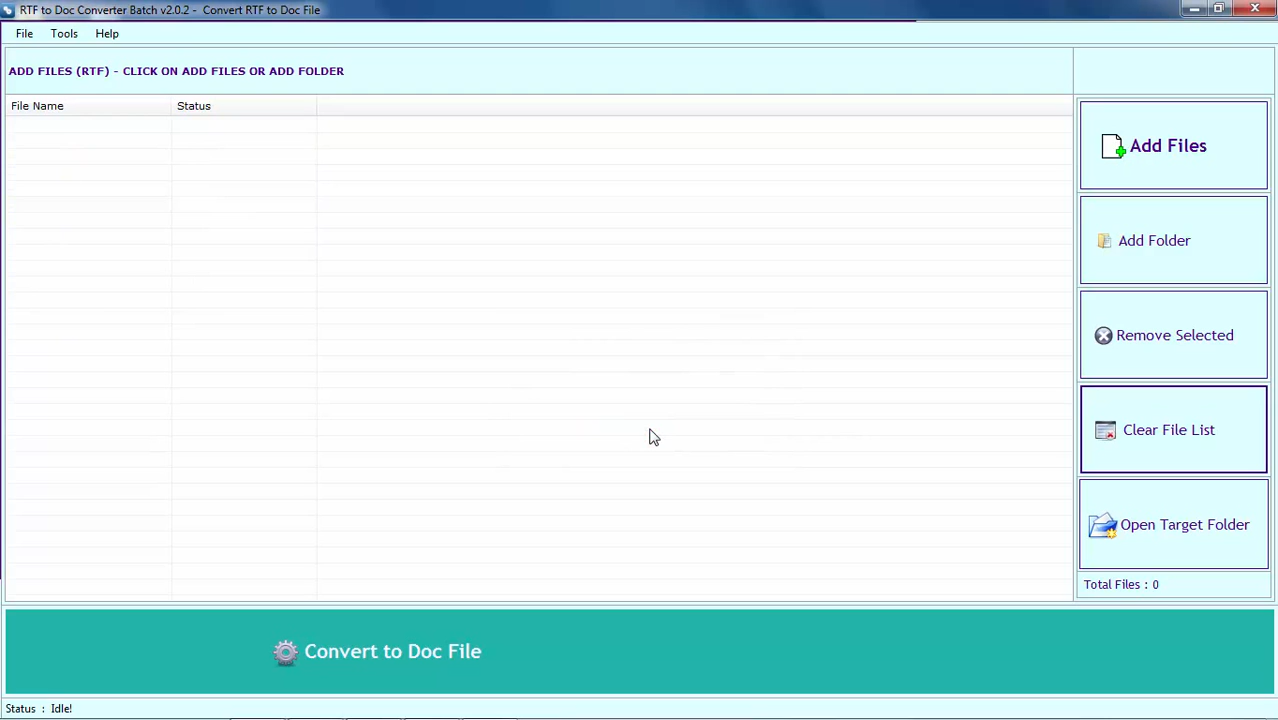 RTF to Doc Converter Batch v2.0.2 - Convert RTF to Doc File
File Tools Help
ADD FILES (RTF) - CLICK ON ADD FILES OR ADD FOLDER
File Name Status
Add Files
Add Folder
Remove Selected
Clear File List
Open Target Folder
Total Files : 0
Convert to Doc File
Status : Idle!